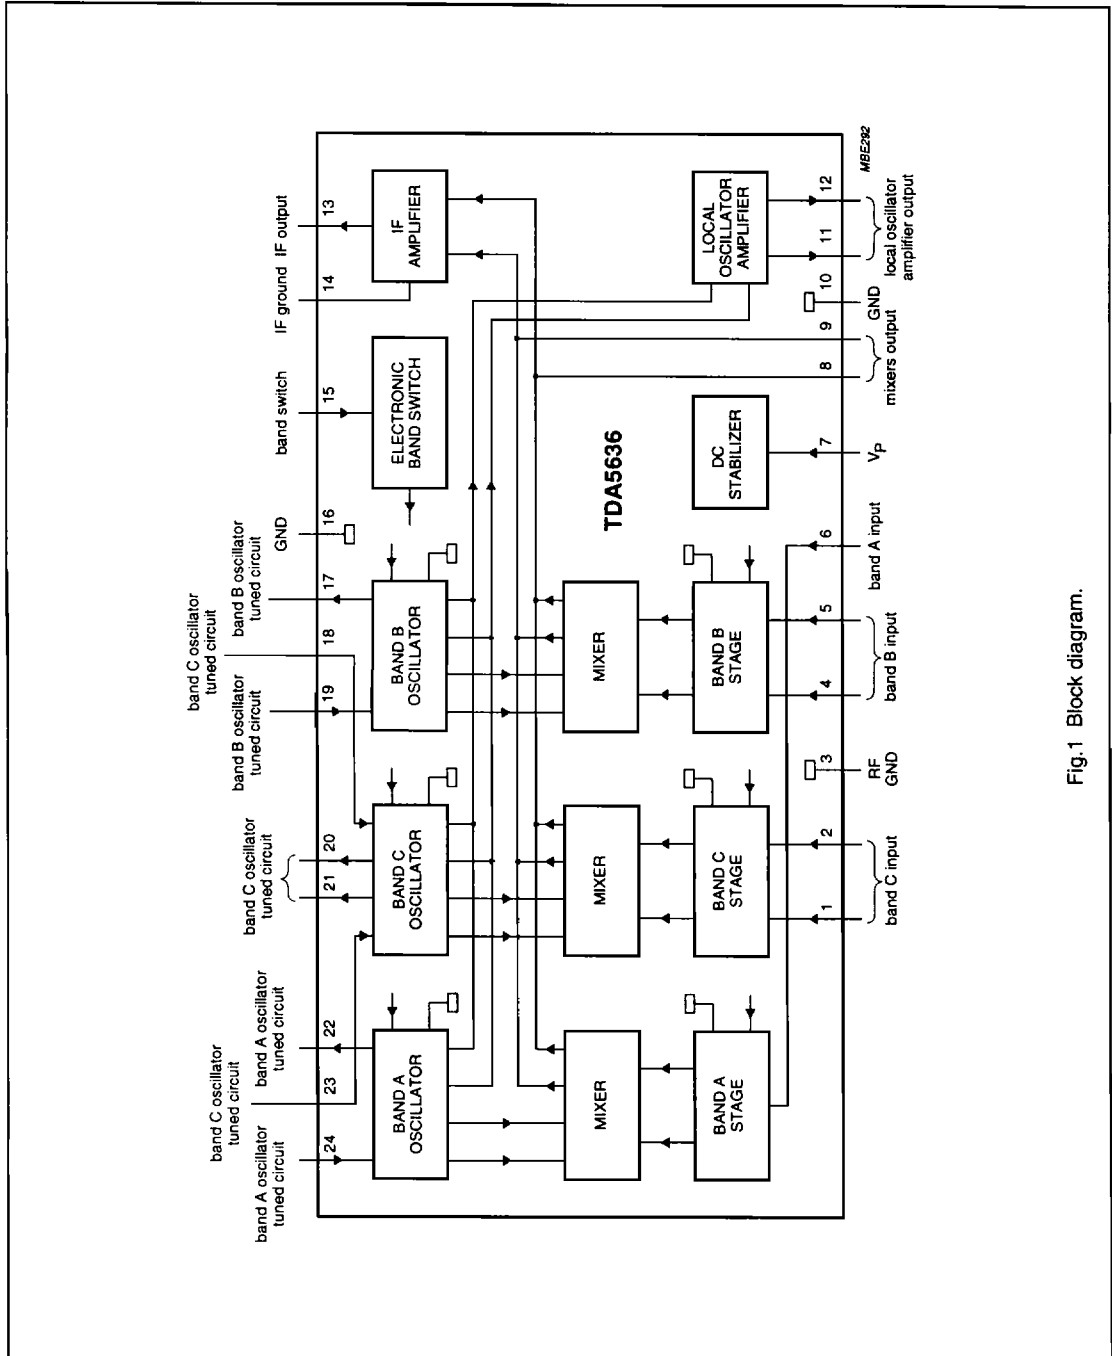 band C oscillator
tuned circuit
band A oscillator
tuned circuit
24
23
band A oscillator
tuned circuit
22
band C oscillator
tuned circuit
21
20
band B oscillator
tuned circuit
19
band C oscillator
tuned circuit
18
band B oscillator
tuned circuit
17
GND
16
band switch
15
IF ground
14
IF output
13
BAND A
OSCILLATOR
BAND C
OSCILLATOR
BAND B
OSCILLATOR
ELECTRONIC
BAND SWITCH
IF
AMPLIFIER
MIXER
MIXER
MIXER
TDA5636
BAND A
STAGE
BAND C
STAGE
BAND B
STAGE
DC
STABILIZER
LOCAL
OSCILLATOR
AMPLIFIER
1
2
band C input
3
RF
GND
4
5
band B input
6
band A input
7
VP
8
9
mixers output
10
GND
11
12
local oscillator
amplifier output
MBE292
Fig.1 Block diagram.